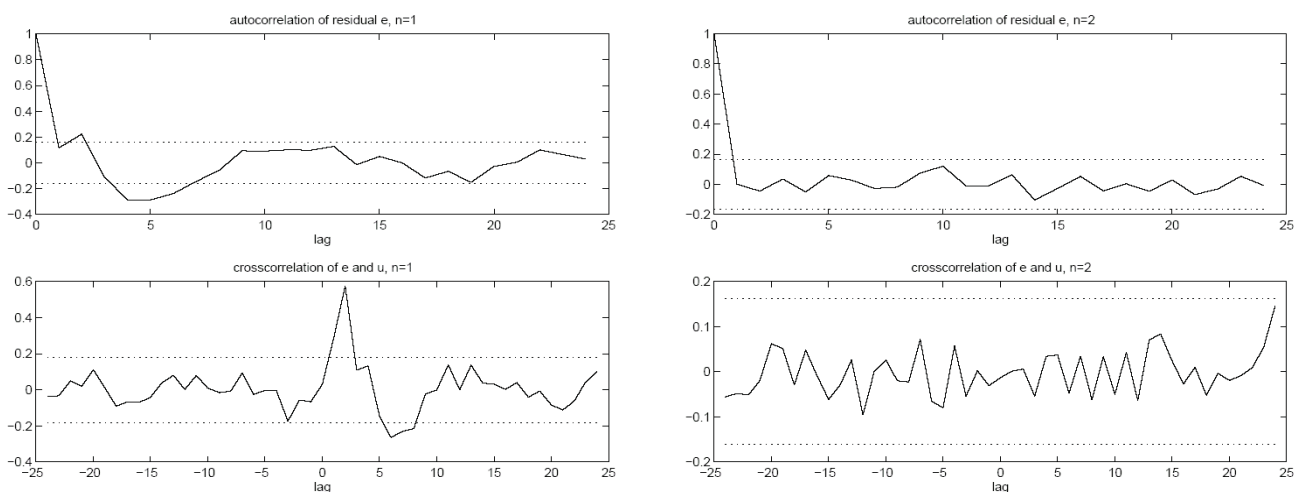 autocorrelation of residual e, n=1
1
0.8
0.6
0.4
0.2
0
−0.2
−0.4
0 5 10 15 20 25
lag
autocorrelation of residual e, n=2
1
0.8
0.6
0.4
0.2
0
−0.2
0 5 10 15 20 25
lag
crosscorrelation of e and u, n=1
0.6
0.4
0.2
0
−0.2
−0.4
−25 −20 −15 −10 −5 0 5 10 15 20 25
lag
crosscorrelation of e and u, n=2
0.2
0.1
0
−0.1
0.2
−25 −20 −15 −10 −5 0 5 10 15 20 25
lag